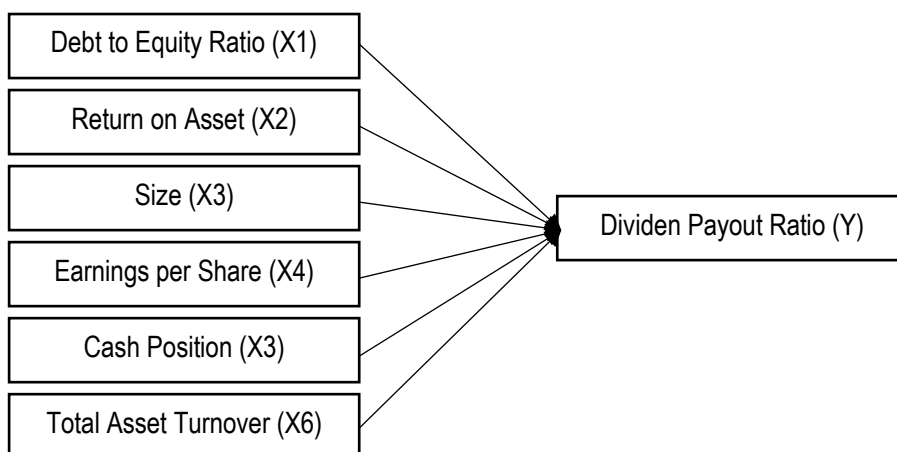 Debt to Equity Ratio (X1)
Return on Asset (X2)
Size (X3)
Earnings per Share (X4)
Cash Position (X3)
Total Asset Turnover (X6)
Dividen Payout Ratio (Y)